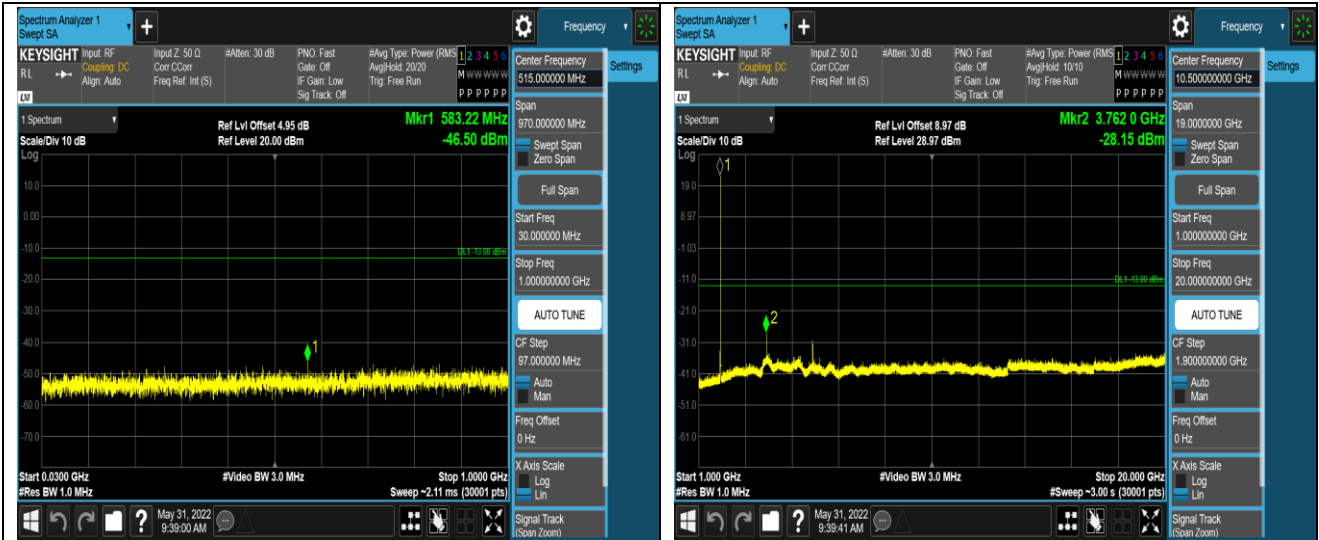 Spectrum Analyzer 1
Swept SA
+
Frequency
KEYSIGHT
RL
LXI
Input: RF
Coupling: DC
Align: Auto
Input Z: 50 Ω
Corr CCorr
Freq Ref: Int (S)
#Atten: 30 dB
PNO: Fast
Gate: Off
IF Gain: Low
Sig Track: Off
#Avg Type: Power (RMS
Avg|Hold: 20/20
Trig: Free Run
1 2 3 4 5 6
M W W W W W
P P P P P P
1 Spectrum
Scale/Div 10 dB
Ref Lvl Offset 4.95 dB
Ref Level 20.00 dBm
Mkr1 583.22 MHz
-46.50 dBm
Log
10.0
0.00
-10.0
-20.0
-30.0
-40.0
-50.0
-60.0
-70.0
DL1 -13.00 dBm
1
Start 0.0300 GHz
#Res BW 1.0 MHz
#Video BW 3.0 MHz
Stop 1.0000 GHz
Sweep ~2.11 ms (30001 pts)
Center Frequency
515.000000 MHz
Settings
Span
970.000000 MHz
Swept Span
Zero Span
Full Span
Start Freq
30.000000 MHz
Stop Freq
1.000000000 GHz
AUTO TUNE
CF Step
97.000000 MHz
Auto
Man
Freq Offset
0 Hz
X Axis Scale
Log
Lin
Signal Track
(Span Zoom)
?
May 31, 2022
9:39:00 AM
Spectrum Analyzer 1
Swept SA
+
Frequency
KEYSIGHT
RL
LXI
Input: RF
Coupling: DC
Align: Auto
Input Z: 50 Ω
Corr CCorr
Freq Ref: Int (S)
#Atten: 30 dB
PNO: Fast
Gate: Off
IF Gain: Low
Sig Track: Off
#Avg Type: Power (RMS
Avg|Hold: 10/10
Trig: Free Run
1 2 3 4 5 6
M W W W W W
P P P P P P
1 Spectrum
Scale/Div 10 dB
Ref Lvl Offset 8.97 dB
Ref Level 28.97 dBm
Mkr2 3.762 0 GHz
-28.15 dBm
Log
19.0
8.97
-1.03
-11.0
-21.0
-31.0
-41.0
-51.0
-61.0
DL1 -13.00 dBm
1
2
Start 1.000 GHz
#Res BW 1.0 MHz
#Video BW 3.0 MHz
Stop 20.000 GHz
#Sweep ~3.00 s (30001 pts)
Center Frequency
10.500000000 GHz
Settings
Span
19.0000000 GHz
Swept Span
Zero Span
Full Span
Start Freq
1.000000000 GHz
Stop Freq
20.000000000 GHz
AUTO TUNE
CF Step
1.900000000 GHz
Auto
Man
Freq Offset
0 Hz
X Axis Scale
Log
Lin
Signal Track
(Span Zoom)
?
May 31, 2022
9:39:41 AM